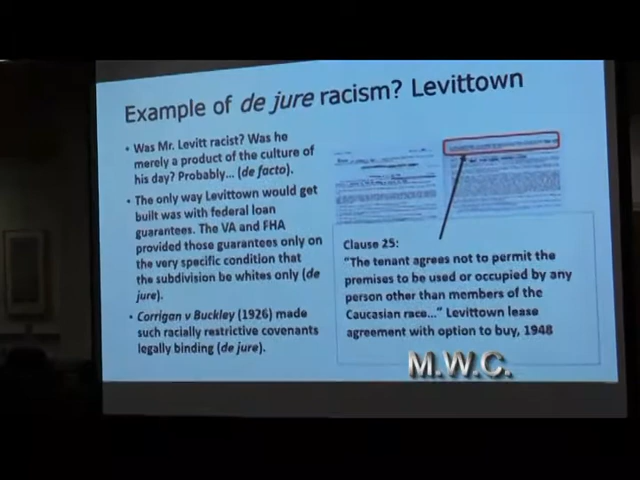 Example of de jure racism? Levittown
• Was Mr. Levitt racist? Was he
merely a product of the culture of
his day? Probably... (de facto).
• The only way Levittown would get
built was with federal loan
guarantees. The VA and FHA
provided those guarantees only on
the very specific condition that
the subdivision be whites only (de
jure).
• Corrigan v Buckley (1926) made
such racially restrictive covenants
legally binding (de jure).
Clause 25:
"The tenant agrees not to permit the
premises to be used or occupied by any
person other than members of the
Caucasian race..." Levittown lease
agreement with option to buy, 1948
M.W.C.